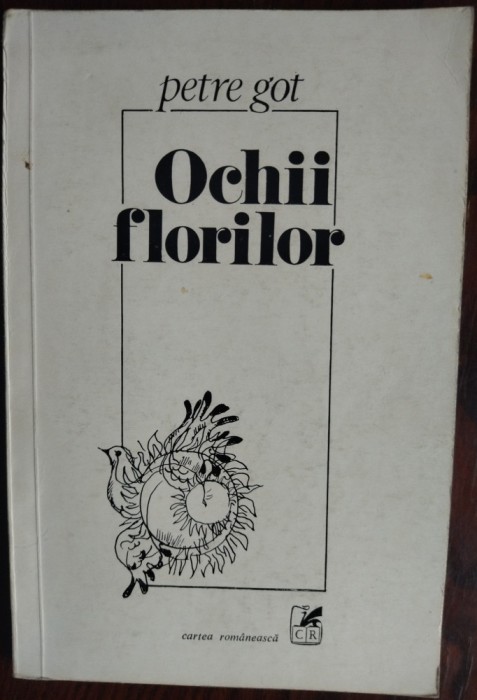 petre got
Ochii
florilor
cartea românească
CR